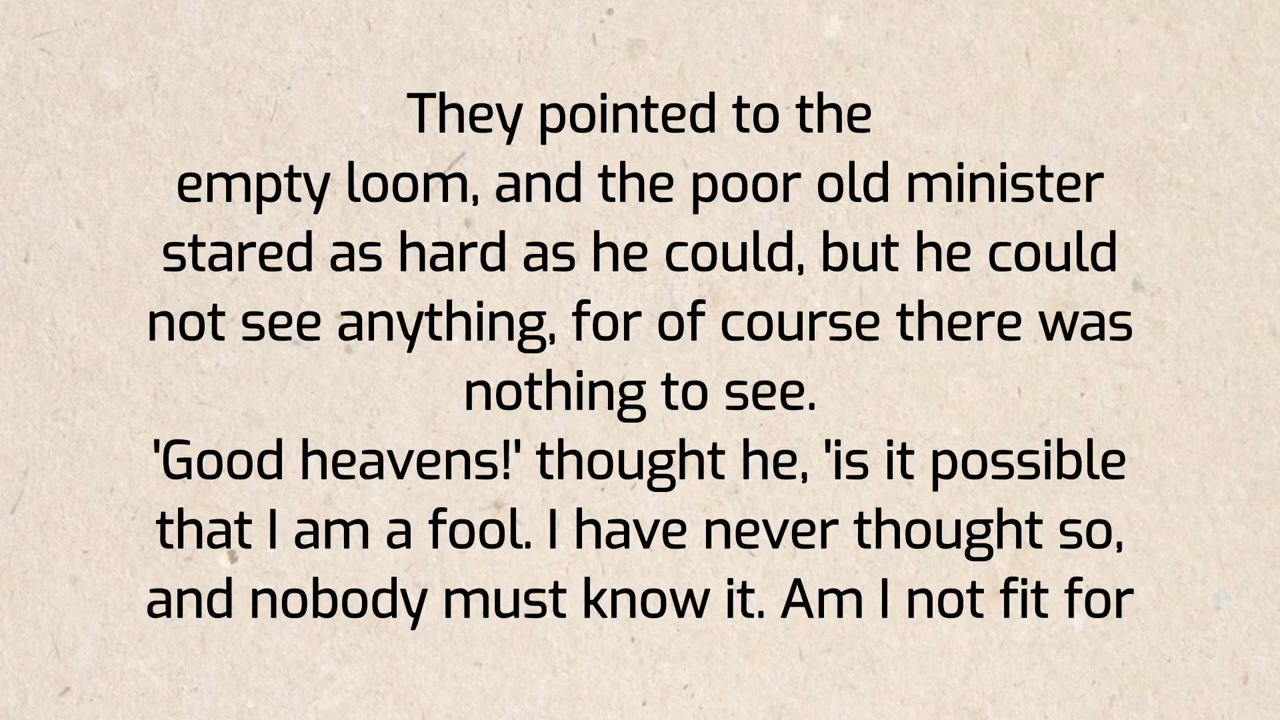 They pointed to the
empty loom, and the poor old minister
stared as hard as he could, but he could
not see anything, for of course there was
nothing to see.
'Good heavens!' thought he, 'is it possible
that I am a fool. I have never thought so,
and nobody must know it. Am I not fit for